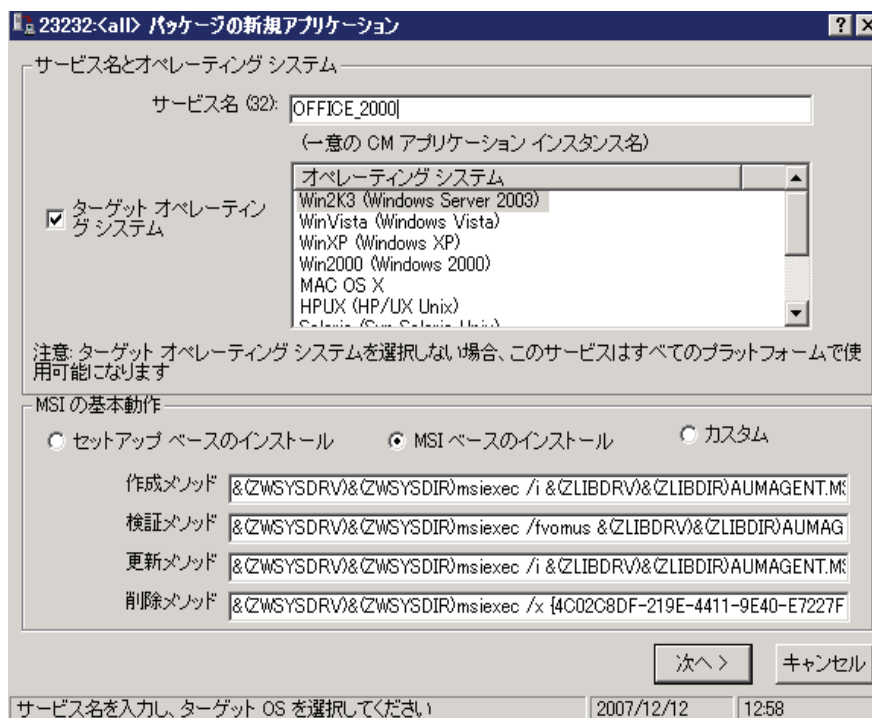 23232:<all> パッケージの新規アプリケーション
サービス名とオペレーティング システム
サービス名 (32): OFFICE_2000
(一意の CM アプリケーション インスタンス名)
ターゲット オペレーティン
グ システム
オペレーティング システム
Win2K3 (Windows Server 2003)
WinVista (Windows Vista)
WinXP (Windows XP)
Win2000 (Windows 2000)
MAC OS X
HPUX (HP/UX Unix)
Solaris (Sun Solaris Unix)
注意: ターゲット オペレーティング システムを選択しない場合、このサービスはすべてのプラットフォームで使
用可能になります
MSI の基本動作
セットアップ ベースのインストール MSI ベースのインストール カスタム
作成メソッド &(ZWSYSDRV)&(ZWSYSDIR)msiexec /i &(ZLIBDRV)&(ZLIBDIR)AUMAGENT.MS
検証メソッド &(ZWSYSDRV)&(ZWSYSDIR)msiexec /fvomus &(ZLIBDRV)&(ZLIBDIR)AUMAG
更新メソッド &(ZWSYSDRV)&(ZWSYSDIR)msiexec /i &(ZLIBDRV)&(ZLIBDIR)AUMAGENT.MS
削除メソッド &(ZWSYSDRV)&(ZWSYSDIR)msiexec /x {4C02C8DF-219E-4411-9E40-E7227F
次へ > キャンセル
サービス名を入力し、ターゲット OS を選択してください 2007/12/12 12:58